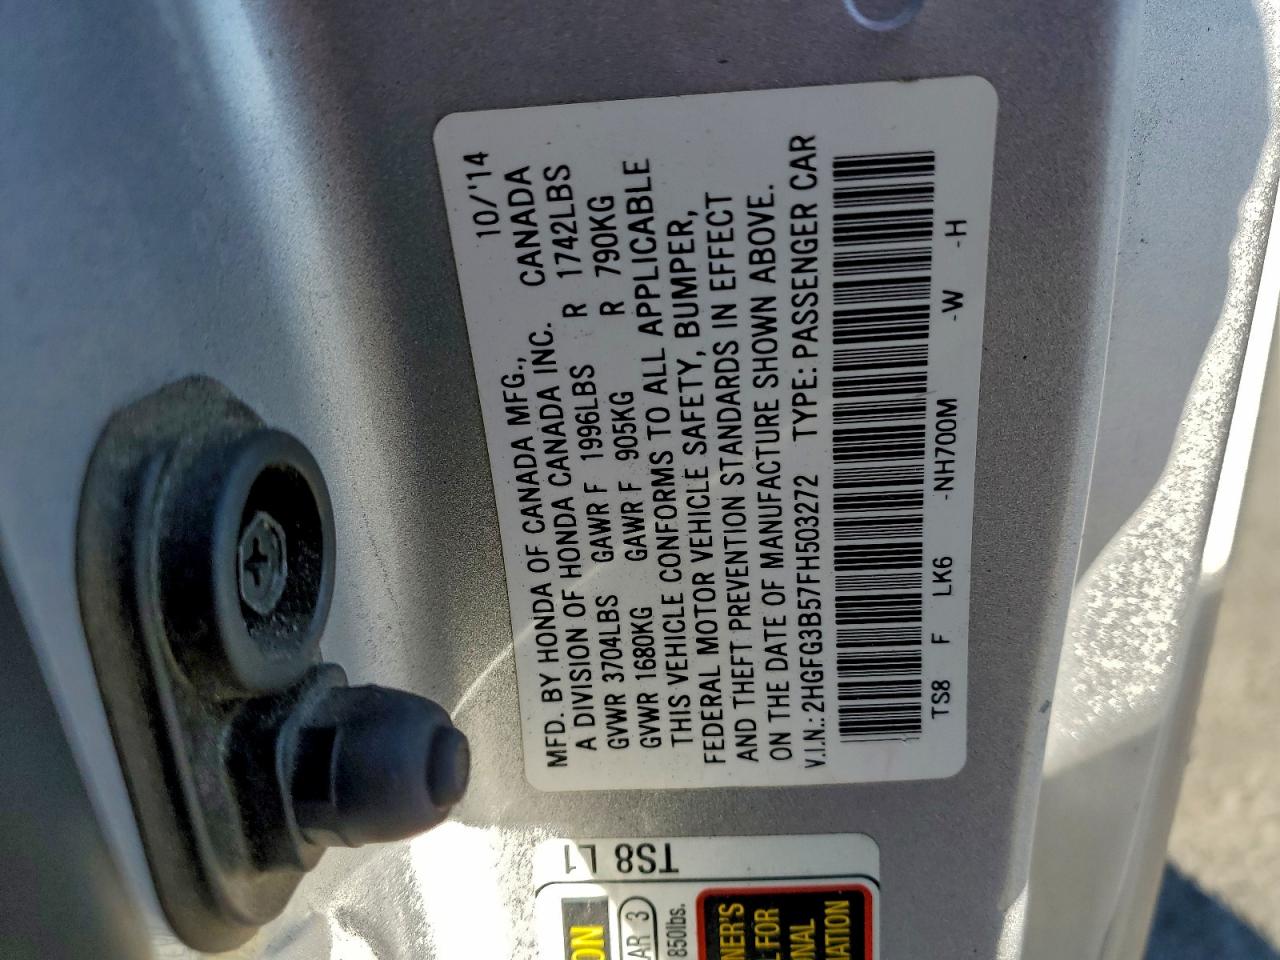 10/'14
MFD. BY HONDA OF CANADA MFG.,
A DIVISION OF HONDA CANADA INC. CANADA
GVWR 3704LBS GAWR F 1996LBS R 1742LBS
GVWR 1680KG GAWR F 905KG R 790KG
THIS VEHICLE CONFORMS TO ALL APPLICABLE
FEDERAL MOTOR VEHICLE SAFETY, BUMPER,
AND THEFT PREVENTION STANDARDS IN EFFECT
ON THE DATE OF MANUFACTURE SHOWN ABOVE.
V.I.N.: 2HGFG3B57FH503272 TYPE: PASSENGER CAR
TS8 F LK6 -NH700M -W -H
TS8 L1
AR 3
850lbs.